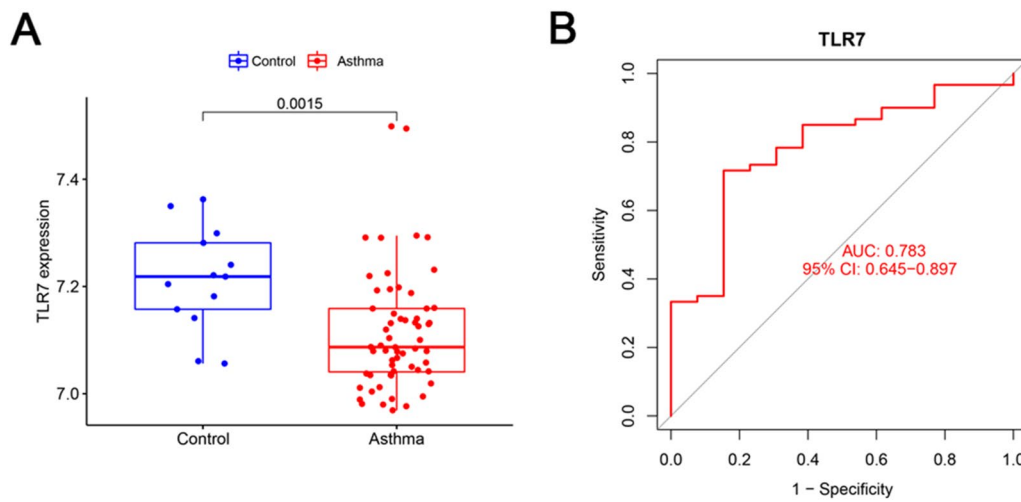 A
Control Asthma
0.0015
7.4
7.2
7.0
TLR7 expression
Control Asthma
B
TLR7
1.0
0.8
0.6
0.4
0.2
0.0
Sensitivity
AUC: 0.783
95% CI: 0.645−0.897
0.0 0.2 0.4 0.6 0.8 1.0
1 − Specificity